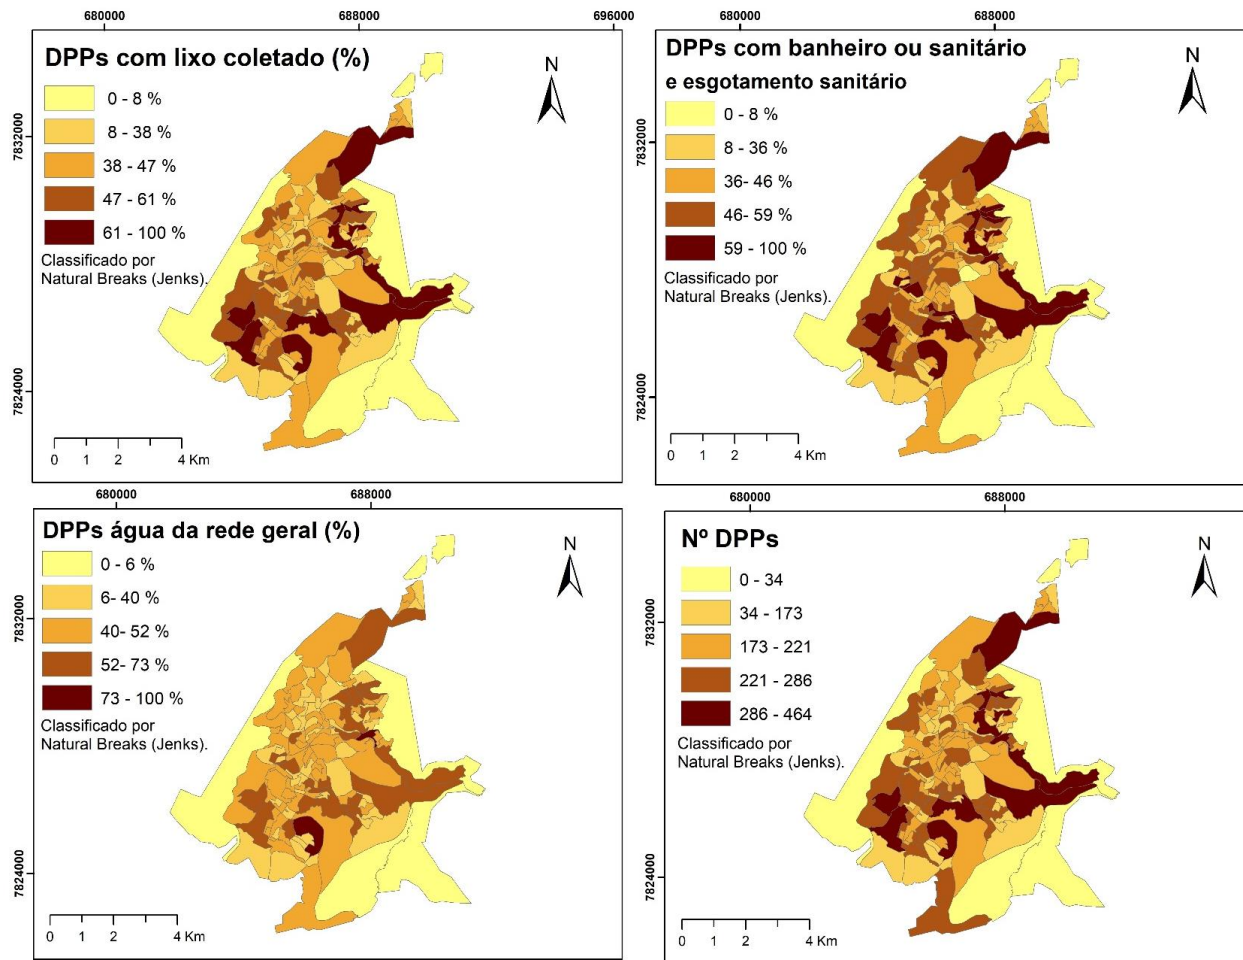 680000
688000
696000
DPPs com lixo coletado (%)
N
0 - 8 %
8 - 38 %
38 - 47 %
47 - 61 %
61 - 100 %
Classificado por
Natural Breaks (Jenks).
7832000
7824000
0 1 2 4 Km
680000
688000
DPPs com banheiro ou sanitário
e esgotamento sanitário
N
0 - 8 %
8 - 36 %
36- 46 %
46 - 59 %
59 - 100 %
Classificado por
Natural Breaks (Jenks).
7832000
7824000
0 1 2 4 Km
680000
688000
DPPs água da rede geral (%)
N
0 - 6 %
6- 40 %
40- 52 %
52- 73 %
73 - 100 %
Classificado por
Natural Breaks (Jenks).
7832000
7824000
0 1 2 4 Km
680000
688000
Nº DPPs
N
0 - 34
34 - 173
173 - 221
221 - 286
286 - 464
Classificado por
Natural Breaks (Jenks).
7832000
7824000
0 1 2 4 Km